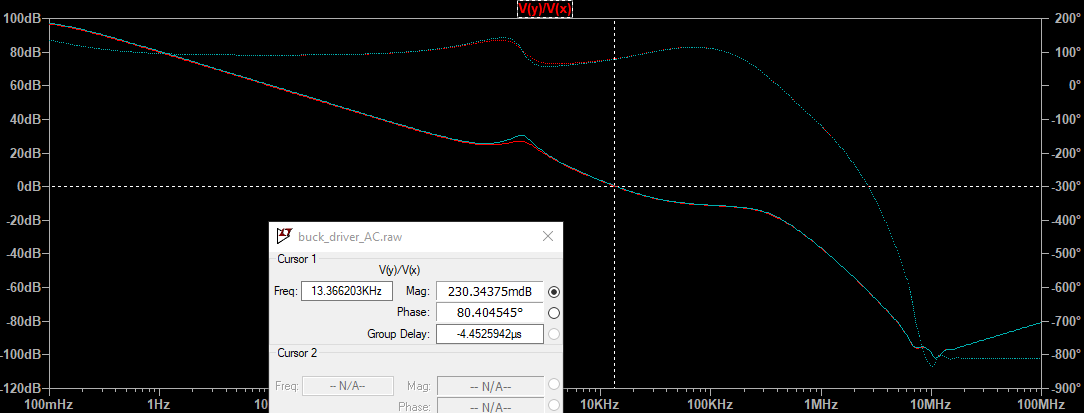 V(y)/V(x)
100dB 200°
80dB 100°
60dB 0°
40dB -100°
20dB -200°
0dB -300°
-20dB -400°
-40dB -500°
-60dB -600°
-80dB -700°
-100dB -800°
-120dB -900°
buck_driver_AC.raw
Cursor 1
V(y)/V(x)
Freq: 13.366203KHz Mag: 230.34375mdB
Phase: 80.404545°
Group Delay: -4.4525942µs
Cursor 2
Freq: -- N/A-- Mag: -- N/A--
Phase: -- N/A--
100mHz 1Hz 10KHz 100KHz 1MHz 10MHz 100MHz